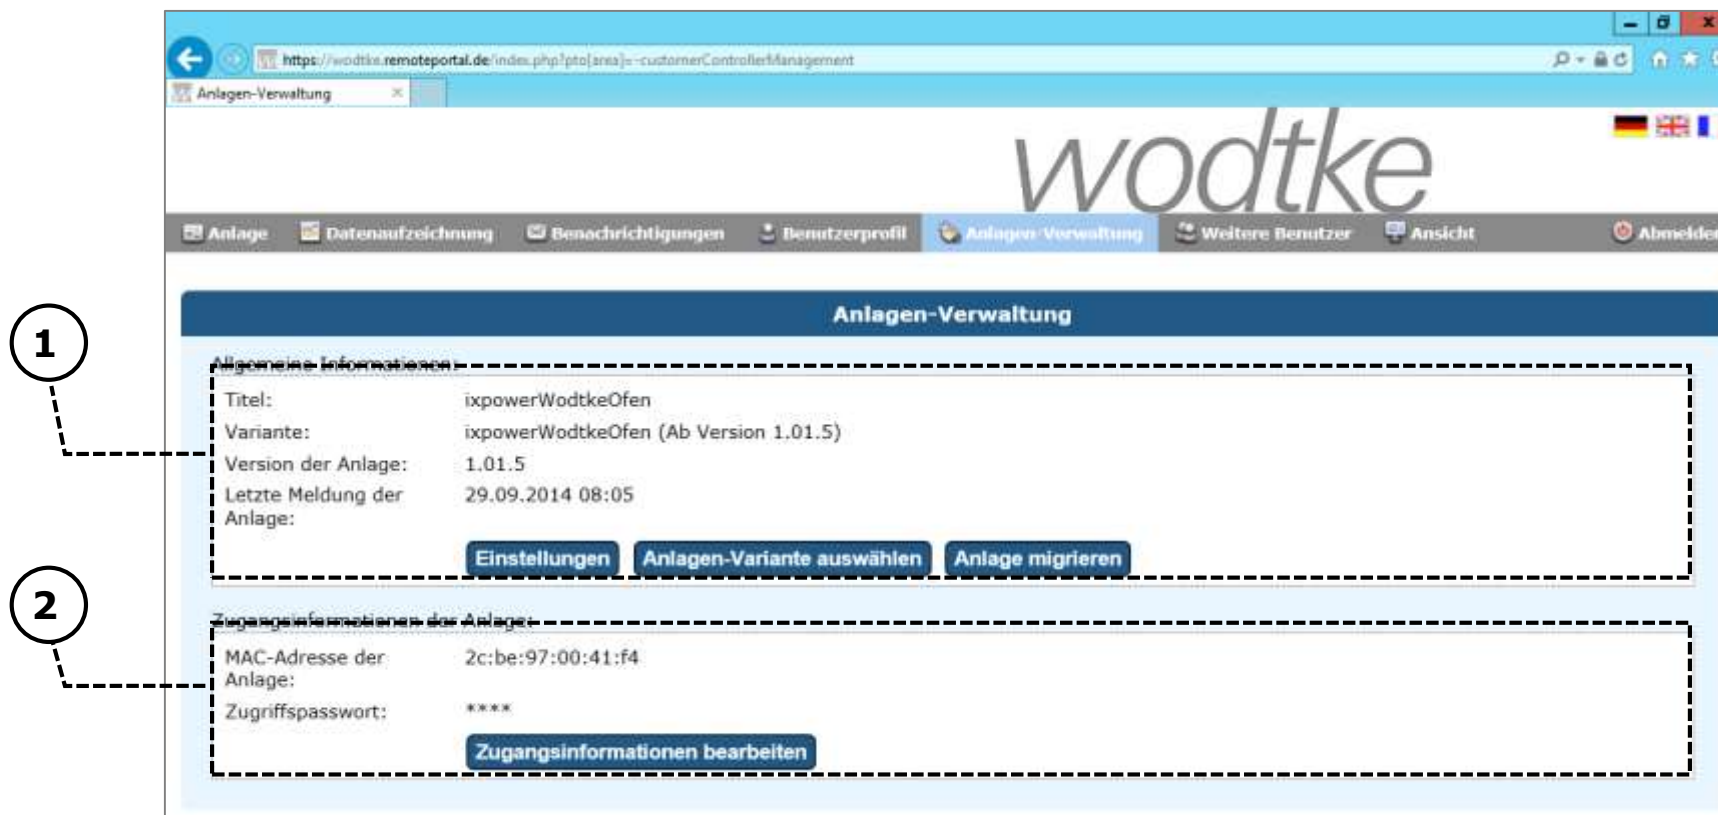 https://wodtke.remoteportal.de/index.php?pto[area]=-customerControllerManagement
Anlagen-Verwaltung
wodtke
Anlage Datenaufzeichnung Benachrichtigungen Benutzerprofil Anlagen-Verwaltung Weitere Benutzer Ansicht Abmelden
Anlagen-Verwaltung
1
Allgemeine Informationen:
Titel: ixpowerWodtkeOfen
Variante: ixpowerWodtkeOfen (Ab Version 1.01.5)
Version der Anlage: 1.01.5
Letzte Meldung der 29.09.2014 08:05
Anlage:
Einstellungen Anlagen-Variante auswählen Anlage migrieren
2
Zugangsinformationen der Anlage:
MAC-Adresse der 2c:be:97:00:41:f4
Anlage:
Zugriffspasswort: ****
Zugangsinformationen bearbeiten